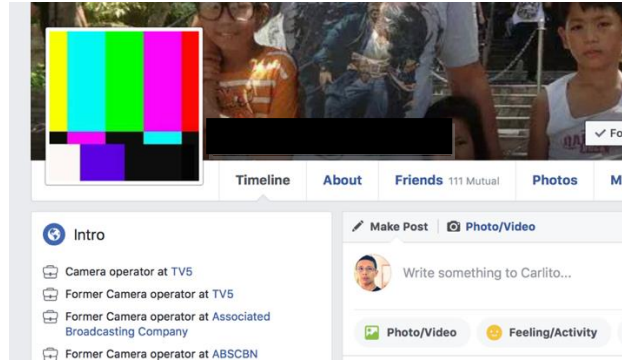 ✓ Fo
Timeline About Friends 111 Mutual Photos M
Intro
Camera operator at TV5
Former Camera operator at TV5
Former Camera operator at Associated
Broadcasting Company
Former Camera operator at ABSCBN
Make Post Photo/Video
Write something to Carlito...
Photo/Video Feeling/Activity